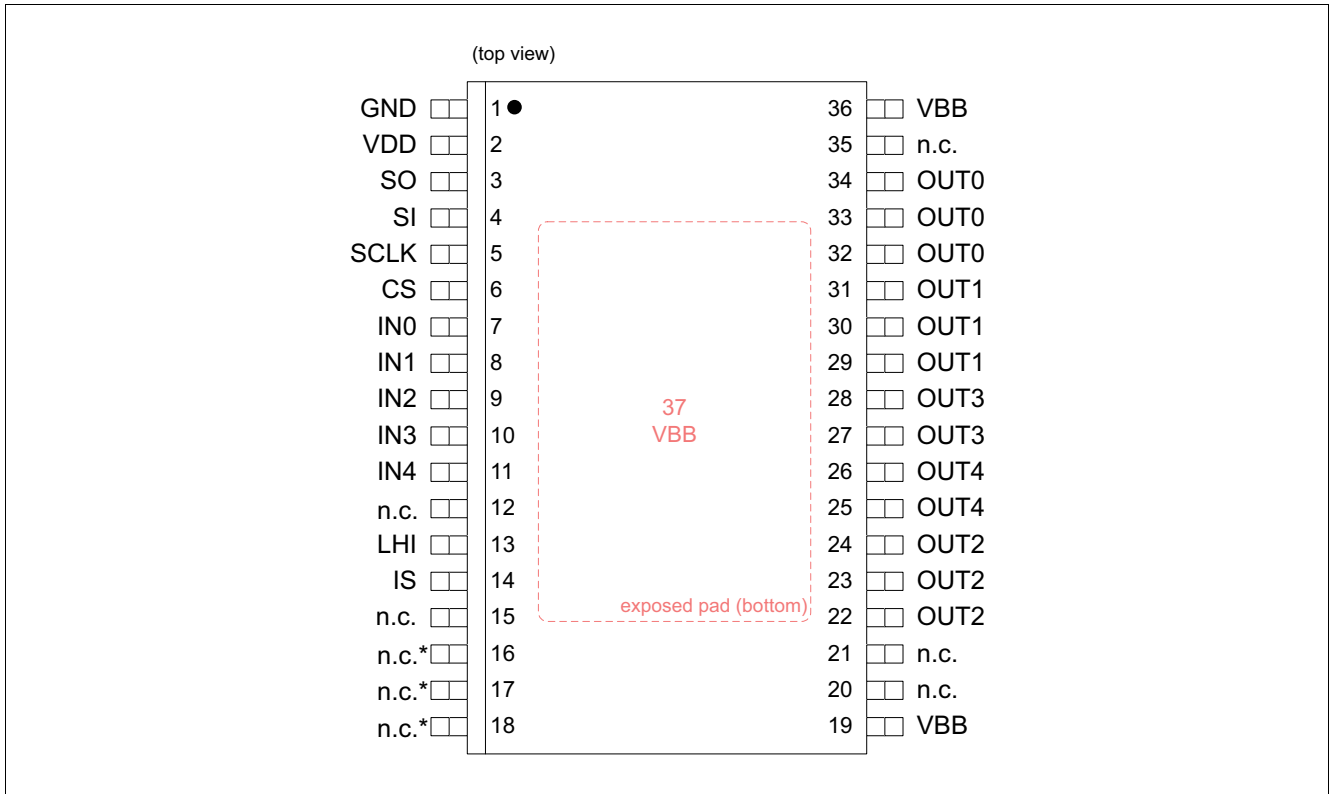 (top view)
GND 1 36 VBB
VDD 2 35 n.c.
SO 3 34 OUT0
SI 4 33 OUT0
SCLK 5 32 OUT0
CS 6 31 OUT1
IN0 7 30 OUT1
IN1 8 29 OUT1
IN2 9 28 OUT3
37
VBB
IN3 10 27 OUT3
IN4 11 26 OUT4
n.c. 12 25 OUT4
LHI 13 24 OUT2
IS 14 23 OUT2
n.c. 15 exposed pad (bottom) 22 OUT2
n.c.* 16 21 n.c.
n.c.* 17 20 n.c.
n.c.* 18 19 VBB